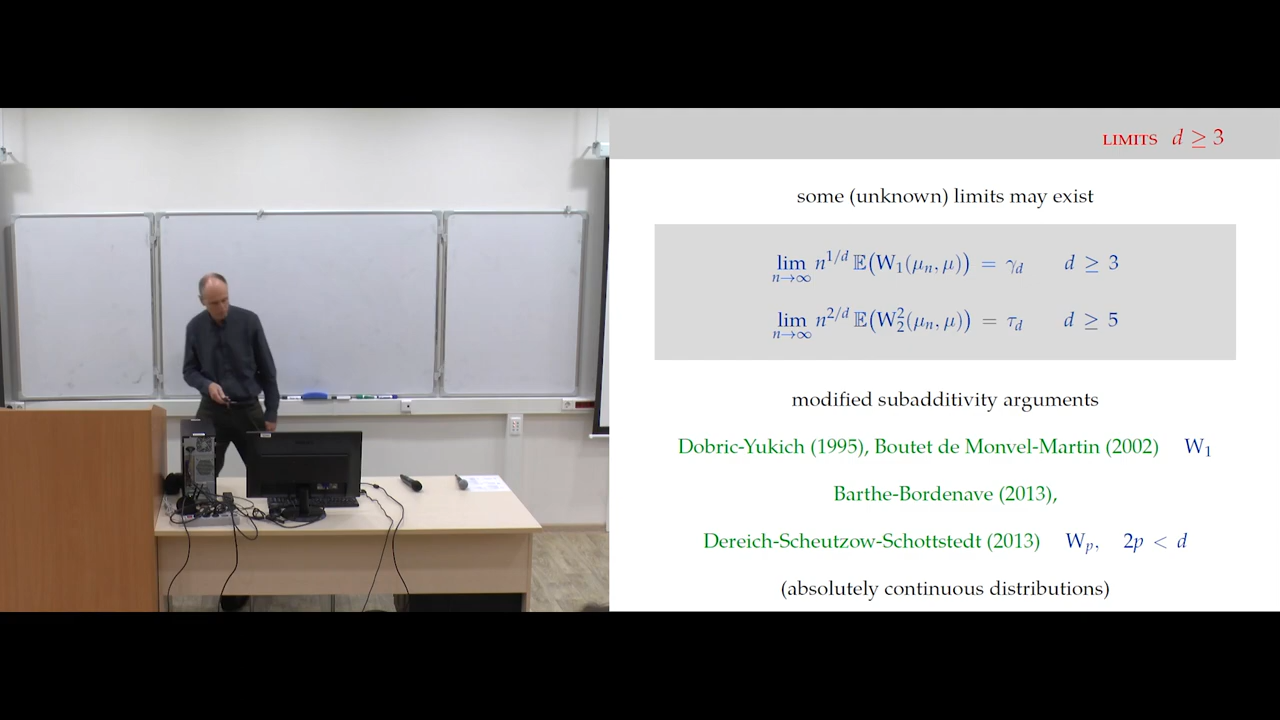 LIMITS d ≥ 3
some (unknown) limits may exist
lim n→∞ n^{1/d} 𝔼(W₁(μₙ, μ)) = γ_d d ≥ 3
lim n→∞ n^{2/d} 𝔼(W₂²(μₙ, μ)) = τ_d d ≥ 5
modified subadditivity arguments
Dobric-Yukich (1995), Boutet de Monvel-Martin (2002) W₁
Barthe-Bordenave (2013),
Dereich-Scheutzow-Schottstedt (2013) W_p, 2p < d
(absolutely continuous distributions)